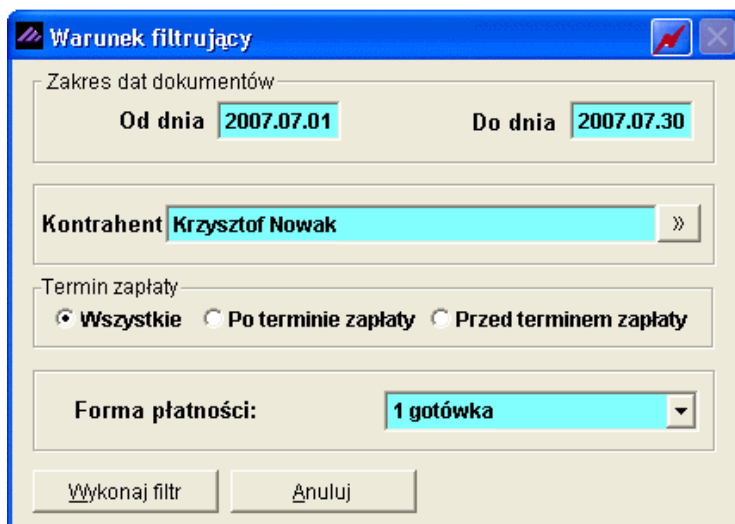 Warunek filtrujący
Zakres dat dokumentów
Od dnia 2007.07.01 Do dnia 2007.07.30
Kontrahent Krzysztof Nowak »
Termin zapłaty
Wszystkie Po terminie zapłaty Przed terminem zapłaty
Forma płatności: 1 gotówka
Wykonaj filtr Anuluj